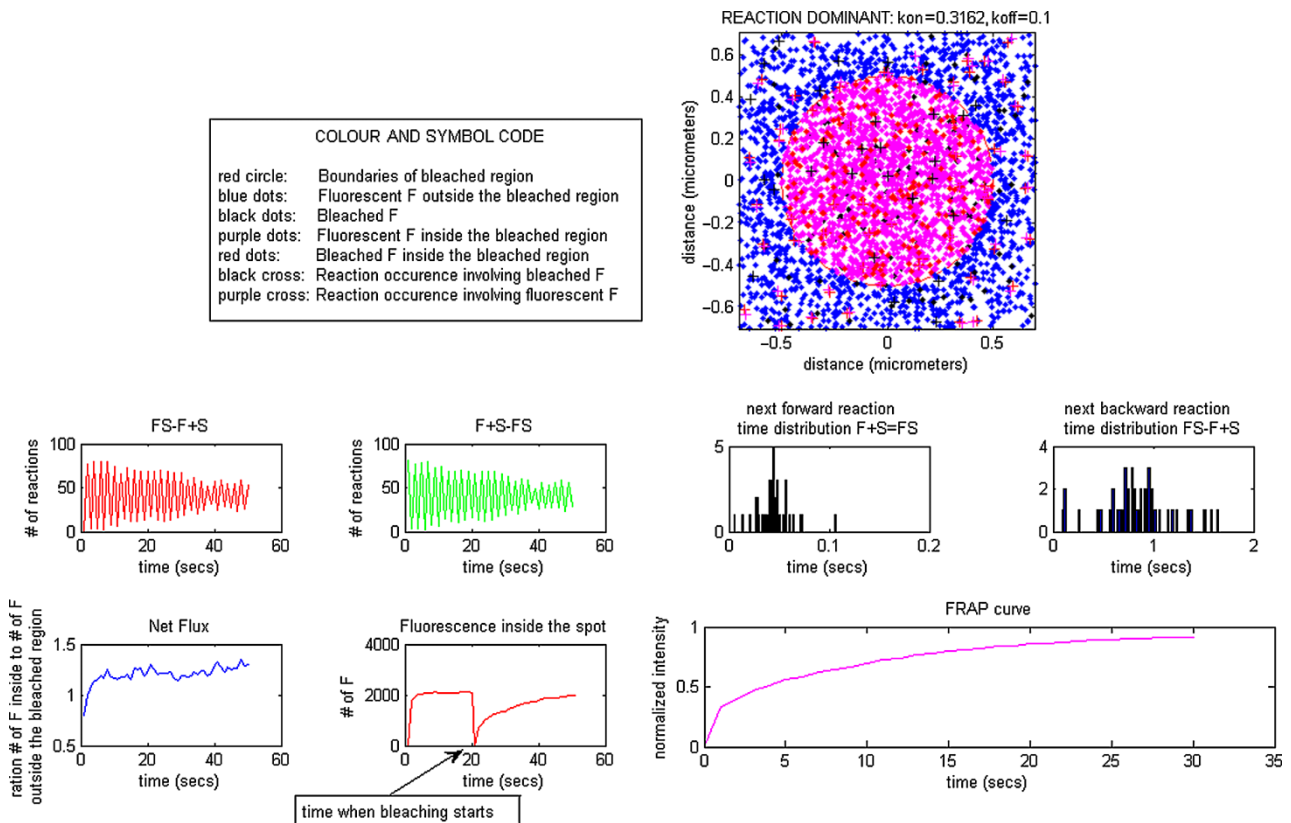 REACTION DOMINANT: kon=0.3162, koff=0.1
0.6
0.4
0.2
0
−0.2
−0.4
−0.6
distance (micrometers)
−0.5 0 0.5
distance (micrometers)
COLOUR AND SYMBOL CODE
red circle: Boundaries of bleached region
blue dots: Fluorescent F outside the bleached region
black dots: Bleached F
purple dots: Fluorescent F inside the bleached region
red dots: Bleached F inside the bleached region
black cross: Reaction occurence involving bleached F
purple cross: Reaction occurence involving fluorescent F
FS-F+S
100
50
0
# of reactions
0 20 40 60
time (secs)
F+S-FS
100
50
0
# of reactions
0 20 40 60
time (secs)
next forward reaction
time distribution F+S=FS
5
0
0 0.1 0.2
time (secs)
next backward reaction
time distribution FS-F+S
4
2
0
0 1 2
time (secs)
Net Flux
1.5
1
0.5
ration # of F inside to # of F
outside the bleached region
0 20 40 60
time (secs)
Fluorescence inside the spot
4000
2000
0
# of F
0 20 40 60
time (secs)
time when bleaching starts
FRAP curve
1
0.5
0
normalized intensity
0 5 10 15 20 25 30 35
time (secs)